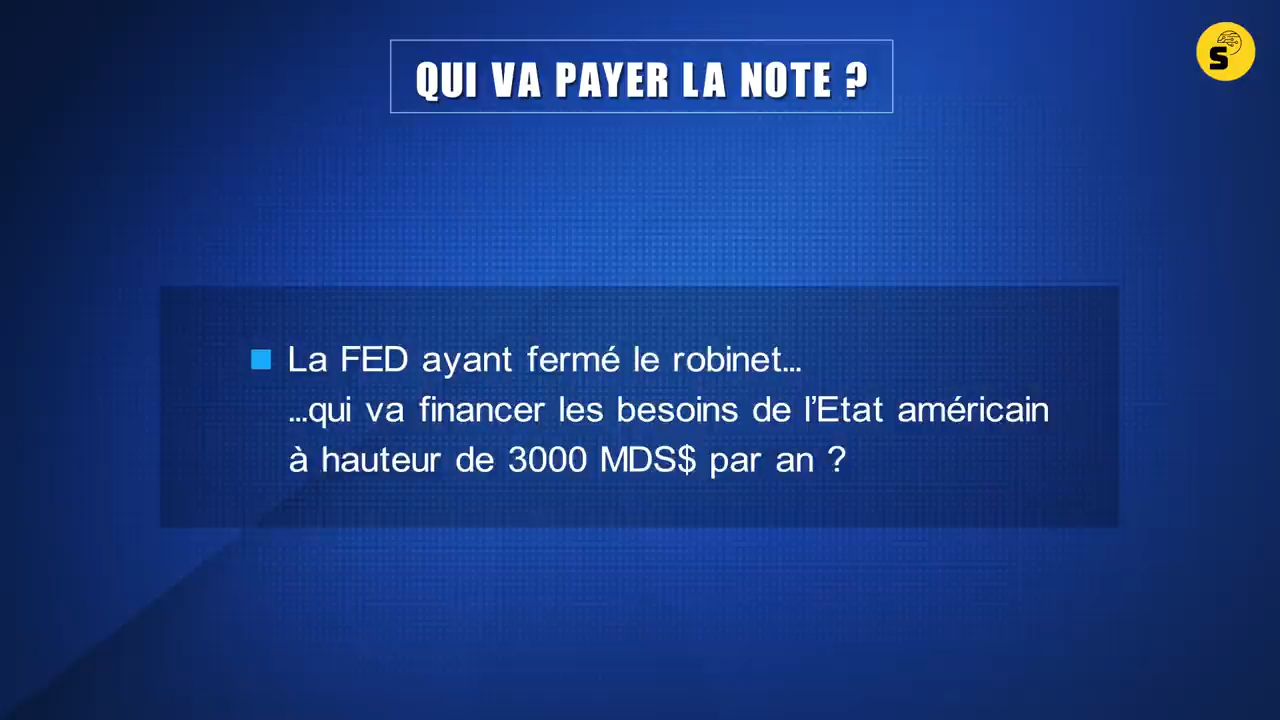 QUI VA PAYER LA NOTE ?
S
La FED ayant fermé le robinet...
...qui va financer les besoins de l’Etat américain
à hauteur de 3000 MDS$ par an ?